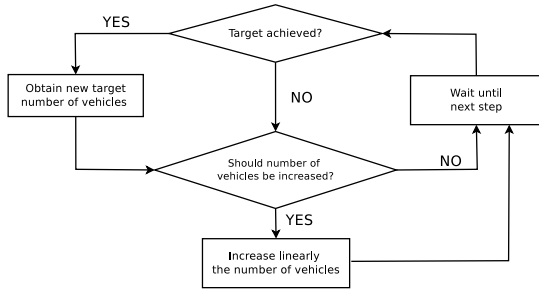 YES
Target achieved?
Obtain new target
number of vehicles
NO
Wait until
next step
Should number of
vehicles be increased?
NO
YES
Increase linearly
the number of vehicles